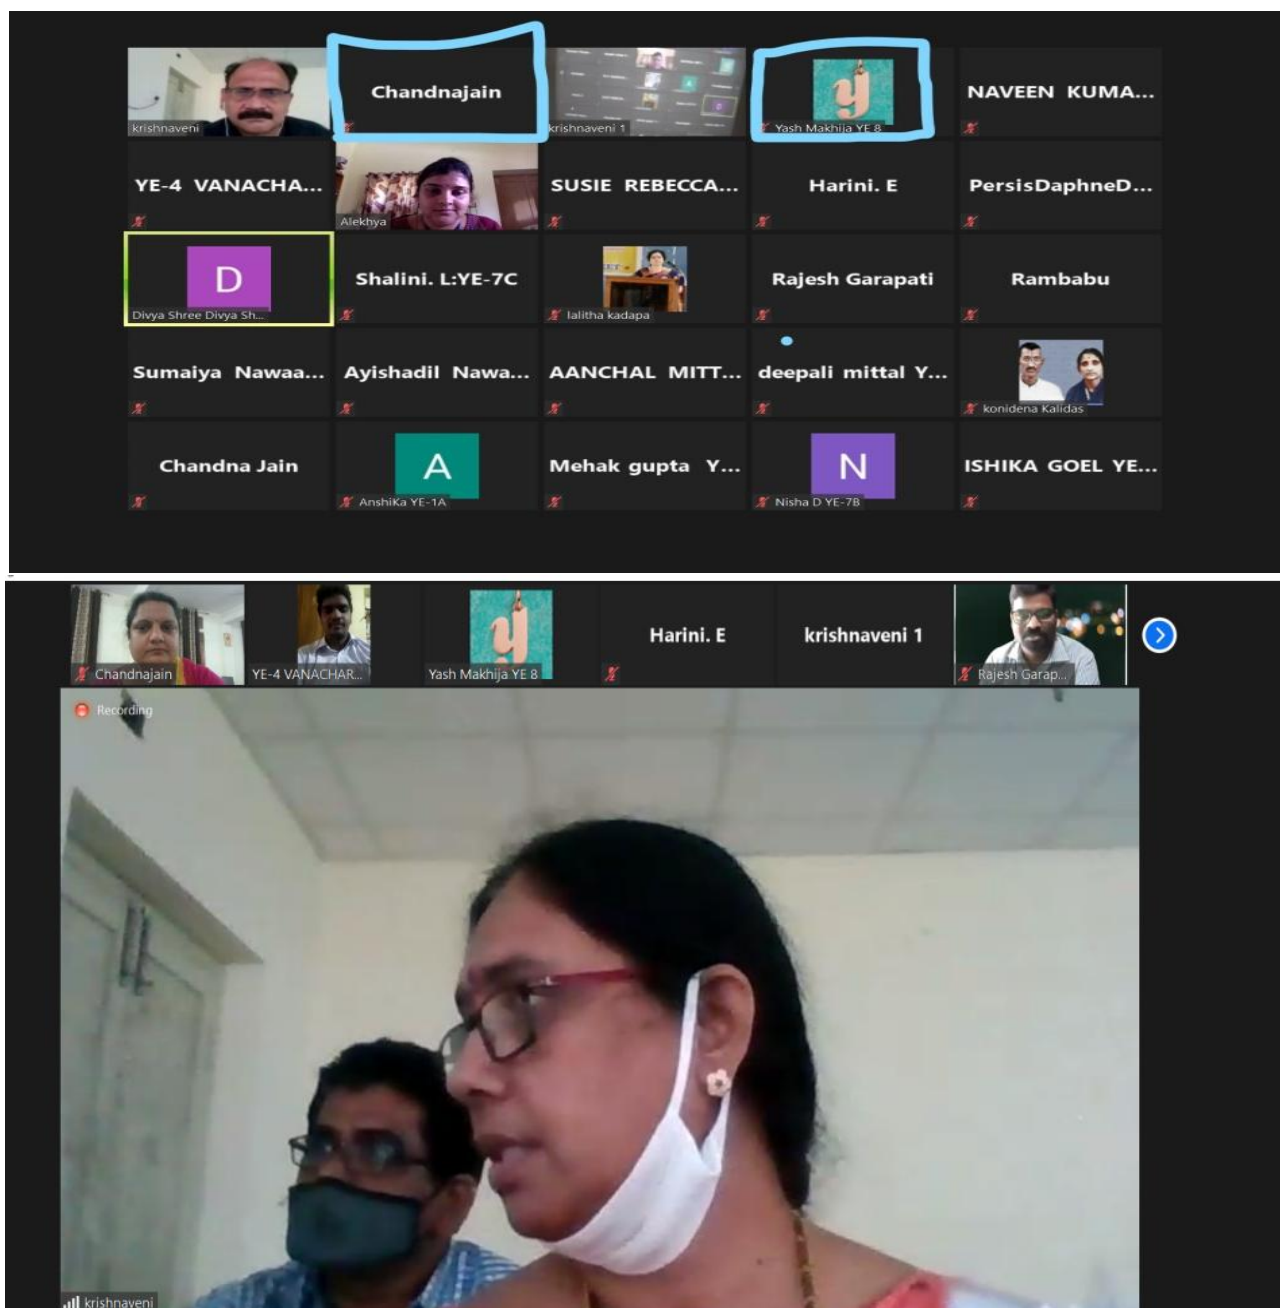 Chandnajain
NAVEEN KUMA...
krishnaveni
krishnaveni 1
Yash Makhija YE 8
YE-4 VANACHA...
SUSIE REBECCA...
Harini. E
PersisDaphneD...
Alekhya
D
Shalini. L:YE-7C
Rajesh Garapati
Rambabu
Divya Shree Divya Sh...
lalitha kadapa
Sumaiya Nawaa...
Ayishadil Nawa...
AANCHAL MITT...
deepali mittal Y...
konidena Kalidas
Chandna Jain
A
Mehak gupta Y...
N
ISHIKA GOEL YE...
AnshiKa YE-1A
Nisha D YE-7B
Harini. E
krishnaveni 1
Chandnajain
YE-4 VANACHAR...
Yash Makhija YE 8
Rajesh Garap...
Recording
krishnaveni